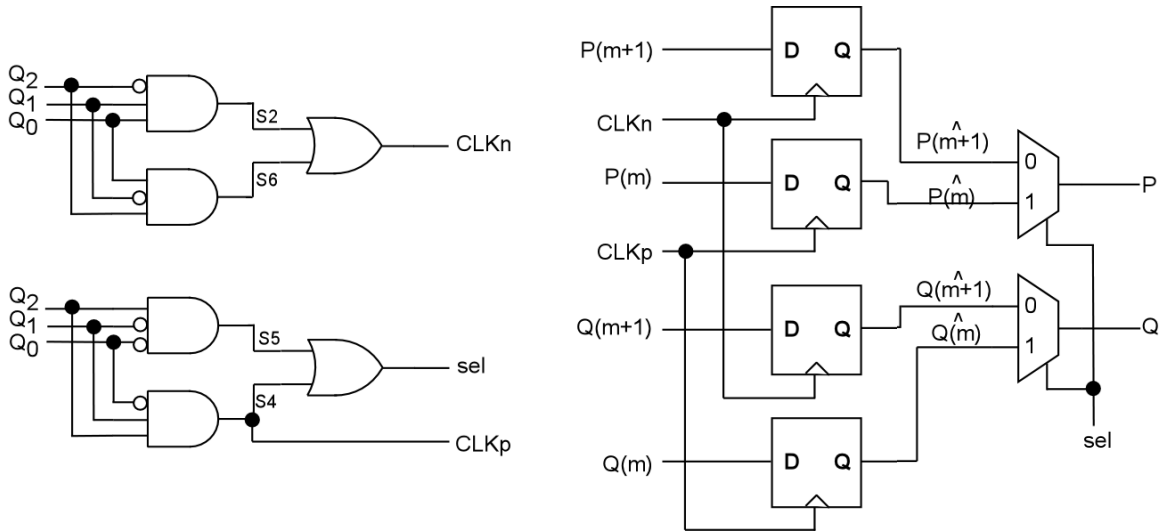 Q2
Q1
Q0
S2
S6
CLKn
Q2
Q1
Q0
S5
S4
sel
CLKp
P(m+1)
D Q
CLKn
P(m^+1)
0
P
P(m)
D Q
P(m^)
1
CLKp
Q(m+1)
D Q
Q(m^+1)
0
Q
Q(m^)
1
Q(m)
D Q
sel